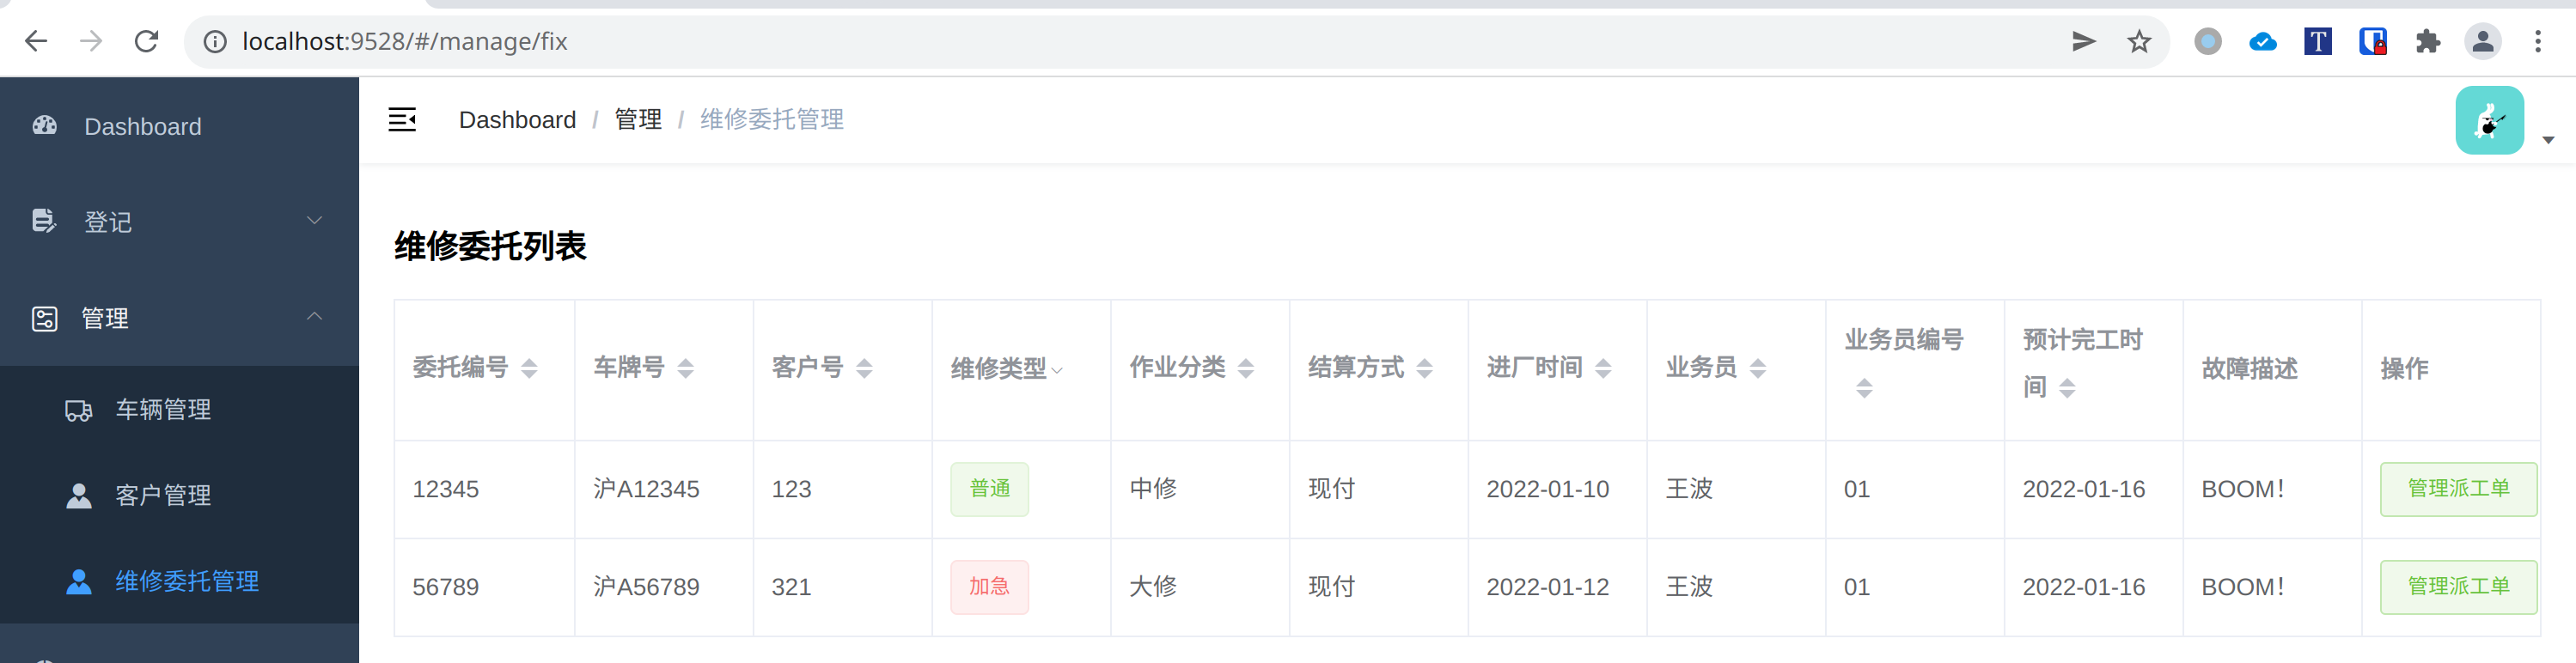 localhost:9528/#/manage/fix
Dashboard
登记
管理
车辆管理
客户管理
维修委托管理
Dashboard / 管理 / 维修委托管理
维修委托列表
委托编号 车牌号 客户号 维修类型 作业分类 结算方式 进厂时间 业务员 业务员编号 预计完工时间 故障描述 操作
12345 沪A12345 123 普通 中修 现付 2022-01-10 王波 01 2022-01-16 BOOM！ 管理派工单
56789 沪A56789 321 加急 大修 现付 2022-01-12 王波 01 2022-01-16 BOOM！ 管理派工单